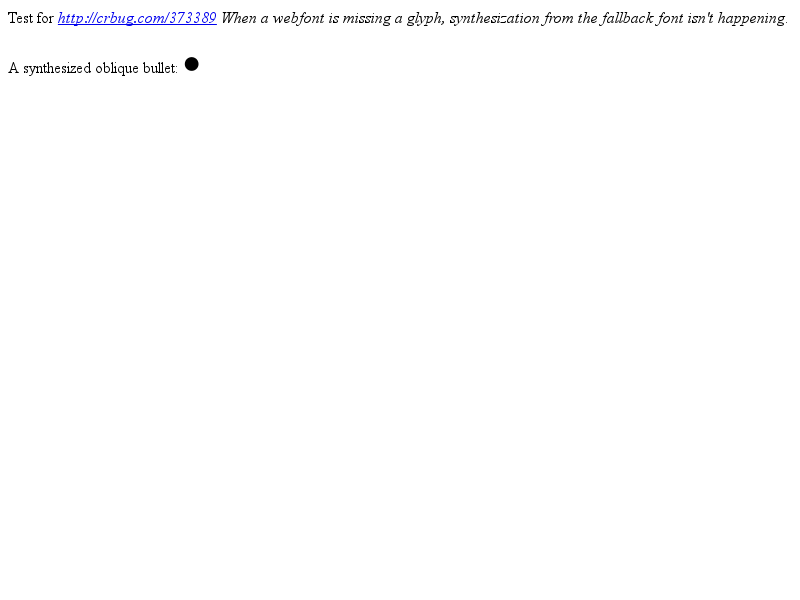 Test for http://crbug.com/373389 When a webfont is missing a glyph, synthesization from the fallback font isn't happening.
A synthesized oblique bullet: ●